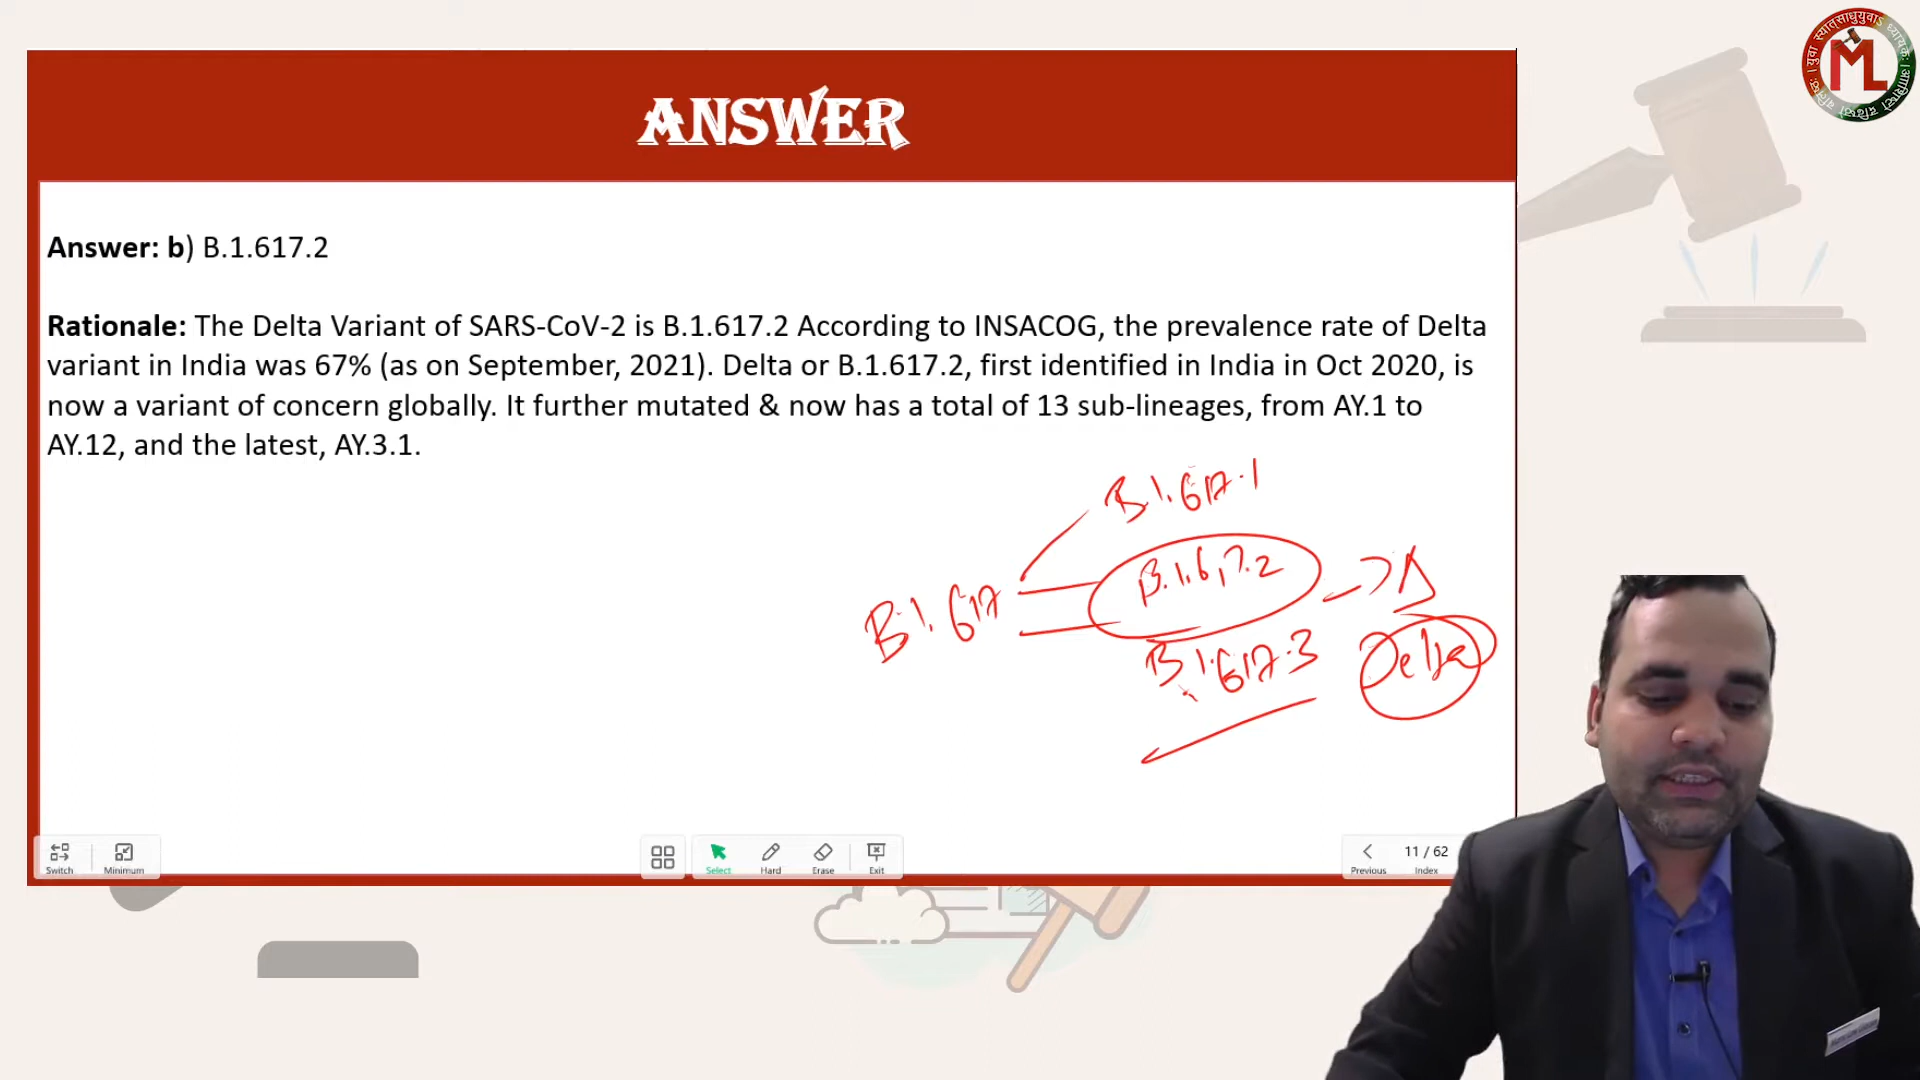 ANSWER
ML
Answer: b) B.1.617.2
Rationale: The Delta Variant of SARS-CoV-2 is B.1.617.2 According to INSACOG, the prevalence rate of Delta
variant in India was 67% (as on September, 2021). Delta or B.1.617.2, first identified in India in Oct 2020, is
now a variant of concern globally. It further mutated & now has a total of 13 sub-lineages, from AY.1 to
AY.12, and the latest, AY.3.1.
B.1.617.1
B.1.617.2
Δ
B.1.617
B.1.617.3
Delta
Switch
Minimum
Select
Hard
Erase
Exit
Previous
11 / 62
Index